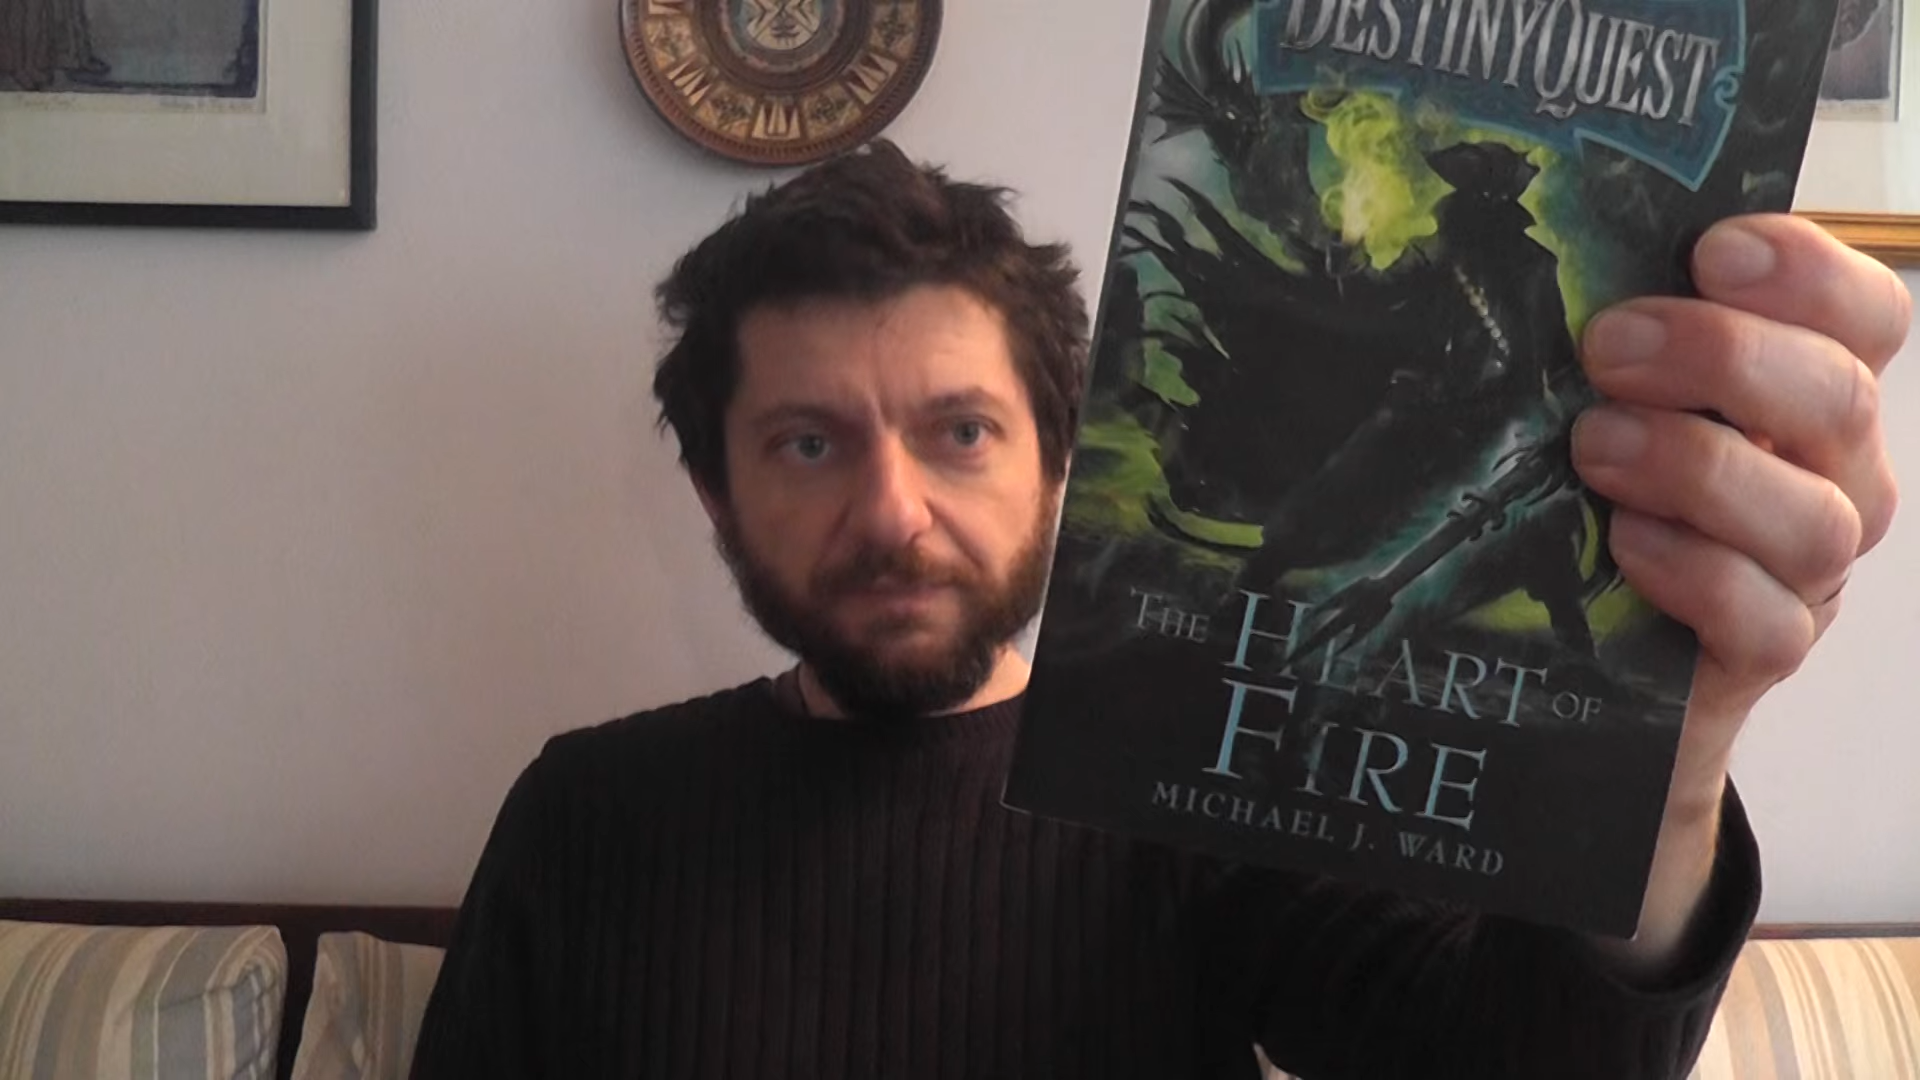 DESTINYQUEST
THE HEART OF
FIRE
MICHAEL J. WARD